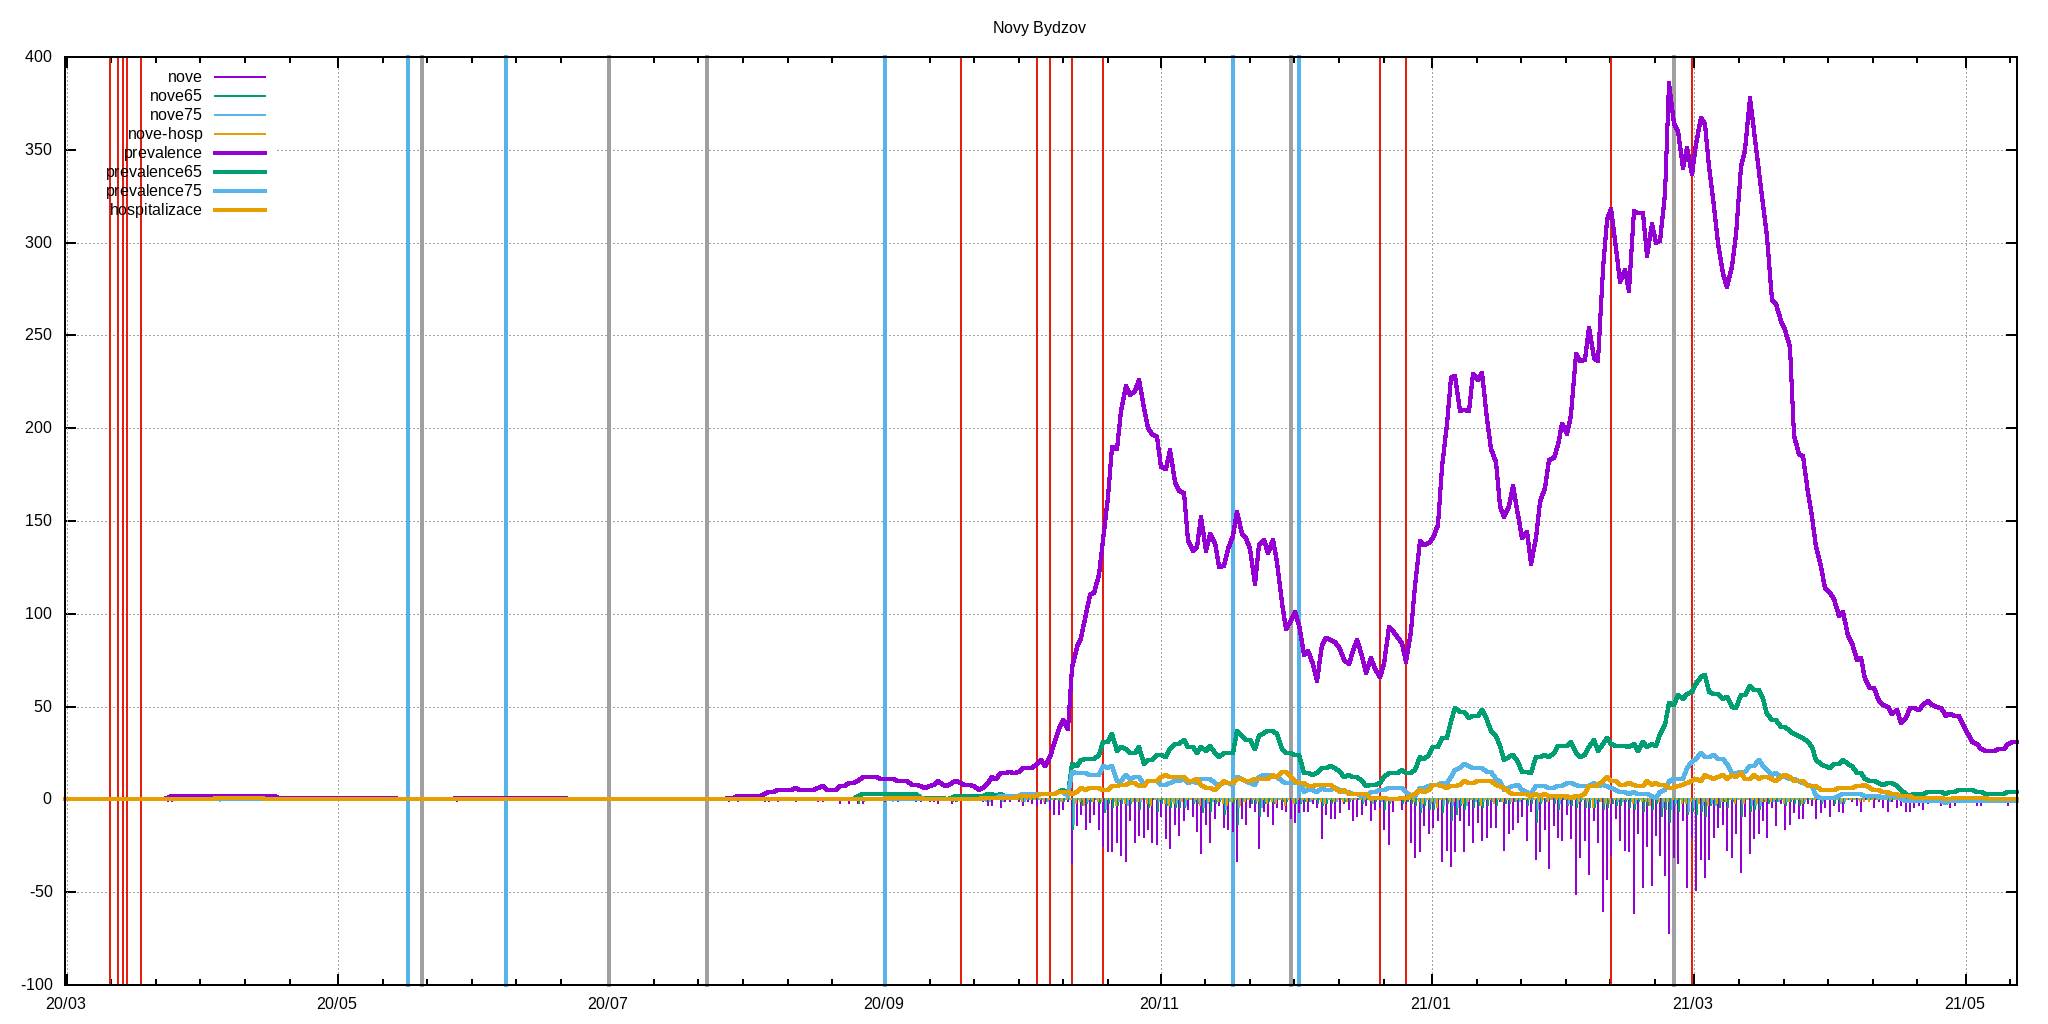 Novy Bydzov
400
350
300
250
200
150
100
50
0
-50
-100
nove
nove65
nove75
nove-hosp
prevalence
prevalence65
prevalence75
hospitalizace
20/03 20/05 20/07 20/09 20/11 21/01 21/03 21/05